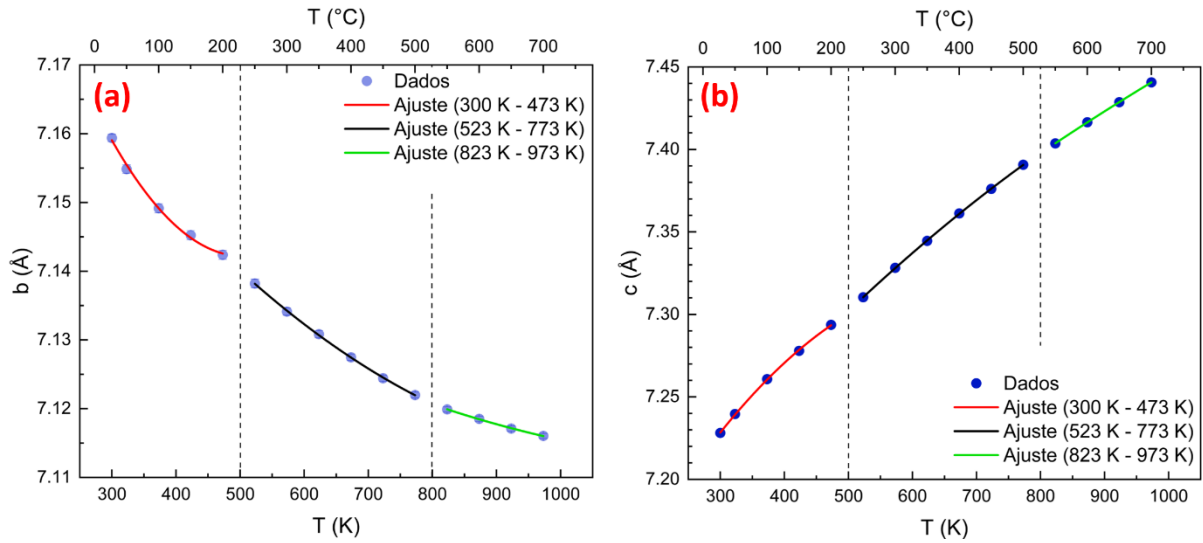 T (°C)
0 100 200 300 400 500 600 700
7.17
(a)
Dados
Ajuste (300 K - 473 K)
Ajuste (523 K - 773 K)
Ajuste (823 K - 973 K)
7.16
7.15
7.14
7.13
7.12
7.11
b (Å)
300 400 500 600 700 800 900 1000
T (K)
T (°C)
0 100 200 300 400 500 600 700
7.45
(b)
7.40
7.35
7.30
7.25
7.20
c (Å)
Dados
Ajuste (300 K - 473 K)
Ajuste (523 K - 773 K)
Ajuste (823 K - 973 K)
300 400 500 600 700 800 900 1000
T (K)